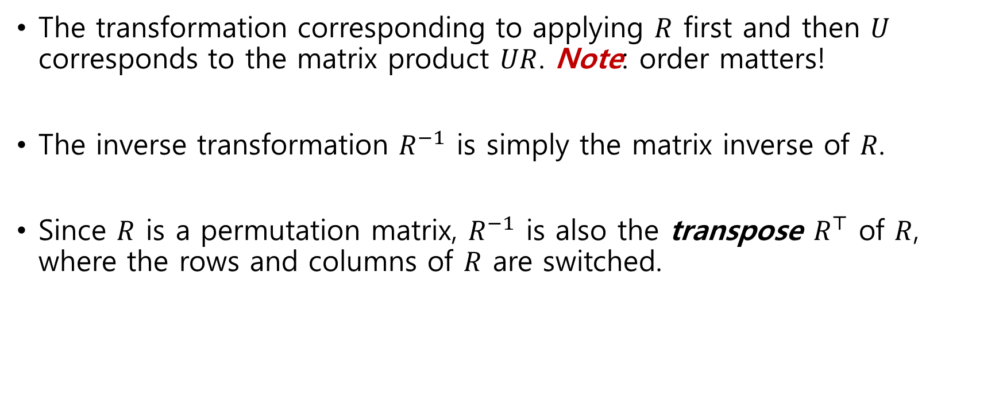 • The transformation corresponding to applying R first and then U
corresponds to the matrix product UR. Note: order matters!
• The inverse transformation R⁻¹ is simply the matrix inverse of R.
• Since R is a permutation matrix, R⁻¹ is also the transpose R⊤ of R,
where the rows and columns of R are switched.